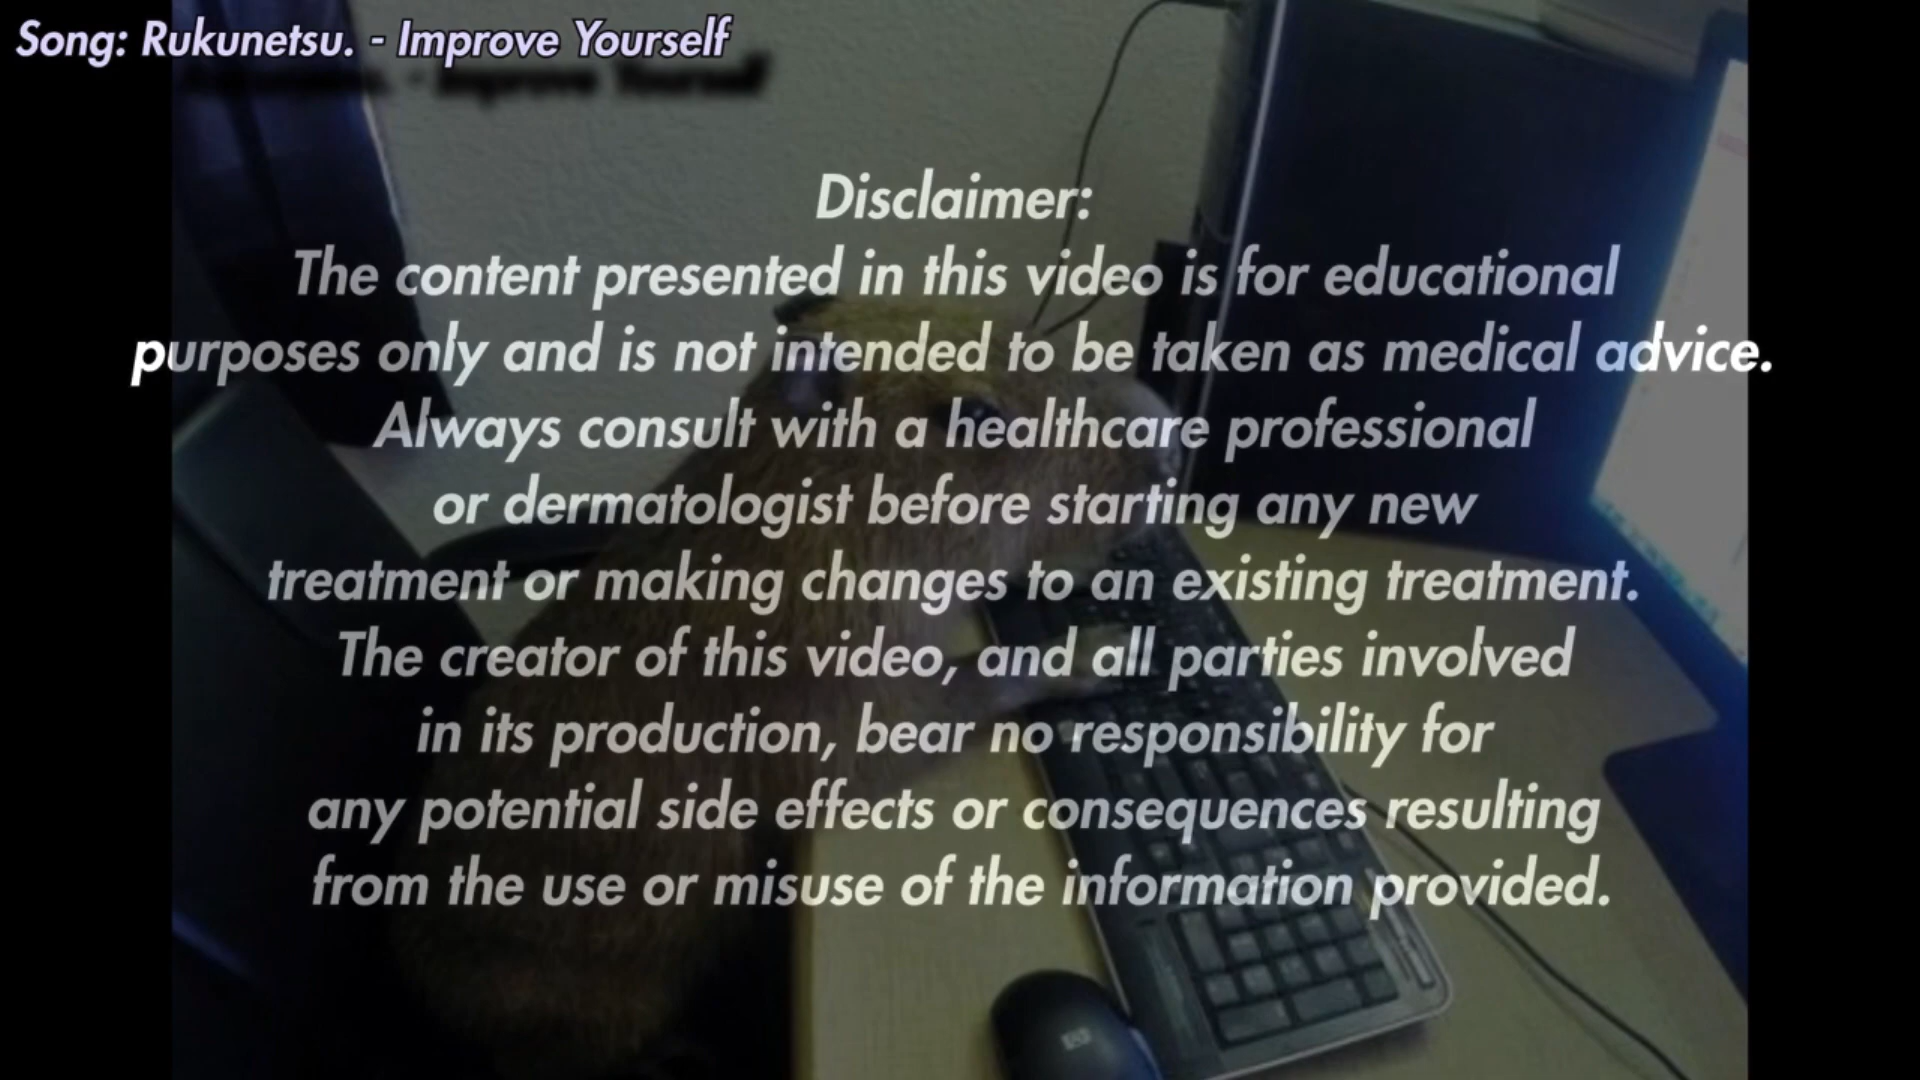 Song: Rukunetsu. - Improve Yourself
Disclaimer:
The content presented in this video is for educational
purposes only and is not intended to be taken as medical advice.
Always consult with a healthcare professional
or dermatologist before starting any new
treatment or making changes to an existing treatment.
The creator of this video, and all parties involved
in its production, bear no responsibility for
any potential side effects or consequences resulting
from the use or misuse of the information provided.
hp